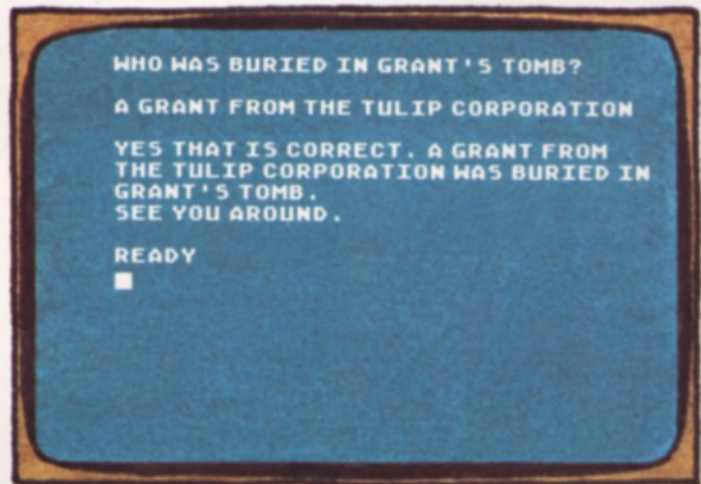 WHO WAS BURIED IN GRANT'S TOMB?
A GRANT FROM THE TULIP CORPORATION
YES THAT IS CORRECT. A GRANT FROM
THE TULIP CORPORATION WAS BURIED IN
GRANT'S TOMB.
SEE YOU AROUND.
READY